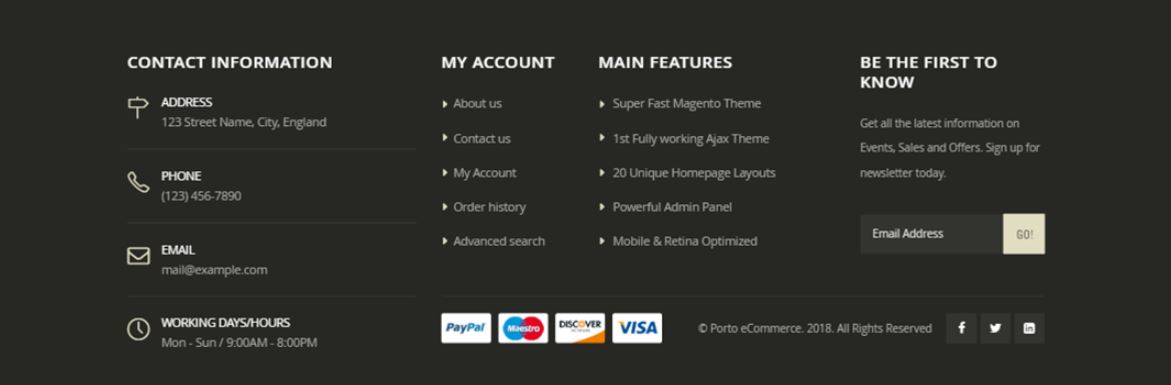 CONTACT INFORMATION
ADDRESS
123 Street Name, City, England
PHONE
(123) 456-7890
EMAIL
mail@example.com
WORKING DAYS/HOURS
Mon - Sun / 9:00AM - 8:00PM
MY ACCOUNT
About us
Contact us
My Account
Order history
Advanced search
MAIN FEATURES
Super Fast Magento Theme
1st Fully working Ajax Theme
20 Unique Homepage Layouts
Powerful Admin Panel
Mobile & Retina Optimized
BE THE FIRST TO
KNOW
Get all the latest information on
Events, Sales and Offers. Sign up for
newsletter today.
Email Address GO!
PayPal Maestro DISCOVER NETWORK VISA
© Porto eCommerce. 2018. All Rights Reserved